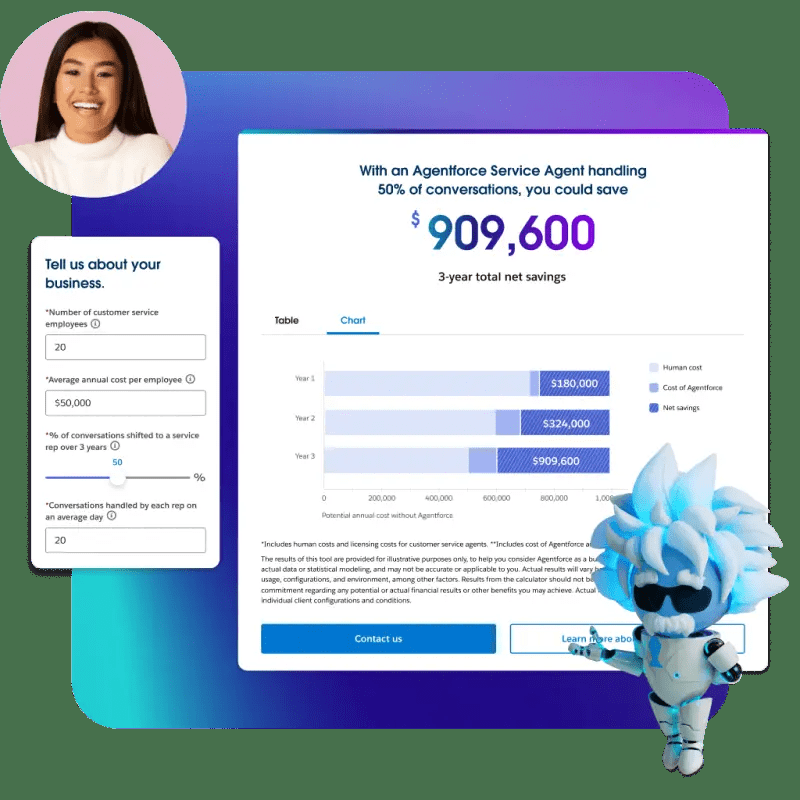 With an Agentforce Service Agent handling
50% of conversations, you could save
$ 909,600
3-year total net savings
Tell us about your
business.
*Number of customer service
employees
20
*Average annual cost per employee
$50,000
*% of conversations shifted to a service
rep over 3 years
50
%
*Conversations handled by each rep on
an average day
20
Table
Chart
Year 1
$180,000
Year 2
$324,000
Year 3
$909,600
0
200,000
400,000
600,000
800,000
Potential annual cost without Agentforce
Human cost
Cost of Agentforce
Net savings
*Includes human costs and licensing costs for customer service agents. **Includes cost of Agentforce
The results of this tool are provided for illustrative purposes only, to help you consider Agentforce as a
actual data or statistical modeling, and may not be accurate or applicable to you. Actual results will vary
usage, configurations, and environment, among other factors. Results from the calculator should not
commitment regarding any potential or actual financial results or other benefits you may achieve. Actual
individual client configurations and conditions.
Contact us
Learn more